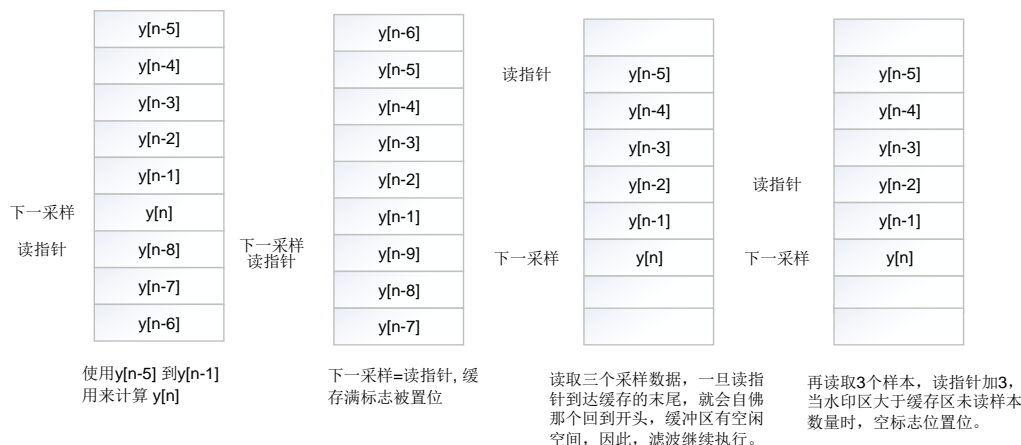 y[n-5]
y[n-4]
y[n-3]
y[n-2]
y[n-1]
下一采样
y[n]
读指针
y[n-8]
y[n-7]
y[n-6]
使用y[n-5] 到y[n-1]
用来计算 y[n]
y[n-6]
y[n-5]
y[n-4]
y[n-3]
y[n-2]
y[n-1]
下一采样
读指针
y[n-9]
y[n-8]
y[n-7]
下一采样=读指针, 缓
存满标志被置位
读指针
y[n-5]
y[n-4]
y[n-3]
y[n-2]
y[n-1]
下一采样
y[n]
读取三个采样数据，一旦读指
针到达缓存的末尾，就会自佛
那个回到开头，缓冲区有空闲
空间，因此，滤波继续执行。
y[n-5]
y[n-4]
y[n-3]
读指针
y[n-2]
y[n-1]
下一采样
y[n]
再读取3个样本，读指针加3，
当水印区大于缓存区未读样本
数量时，空标志位置位。